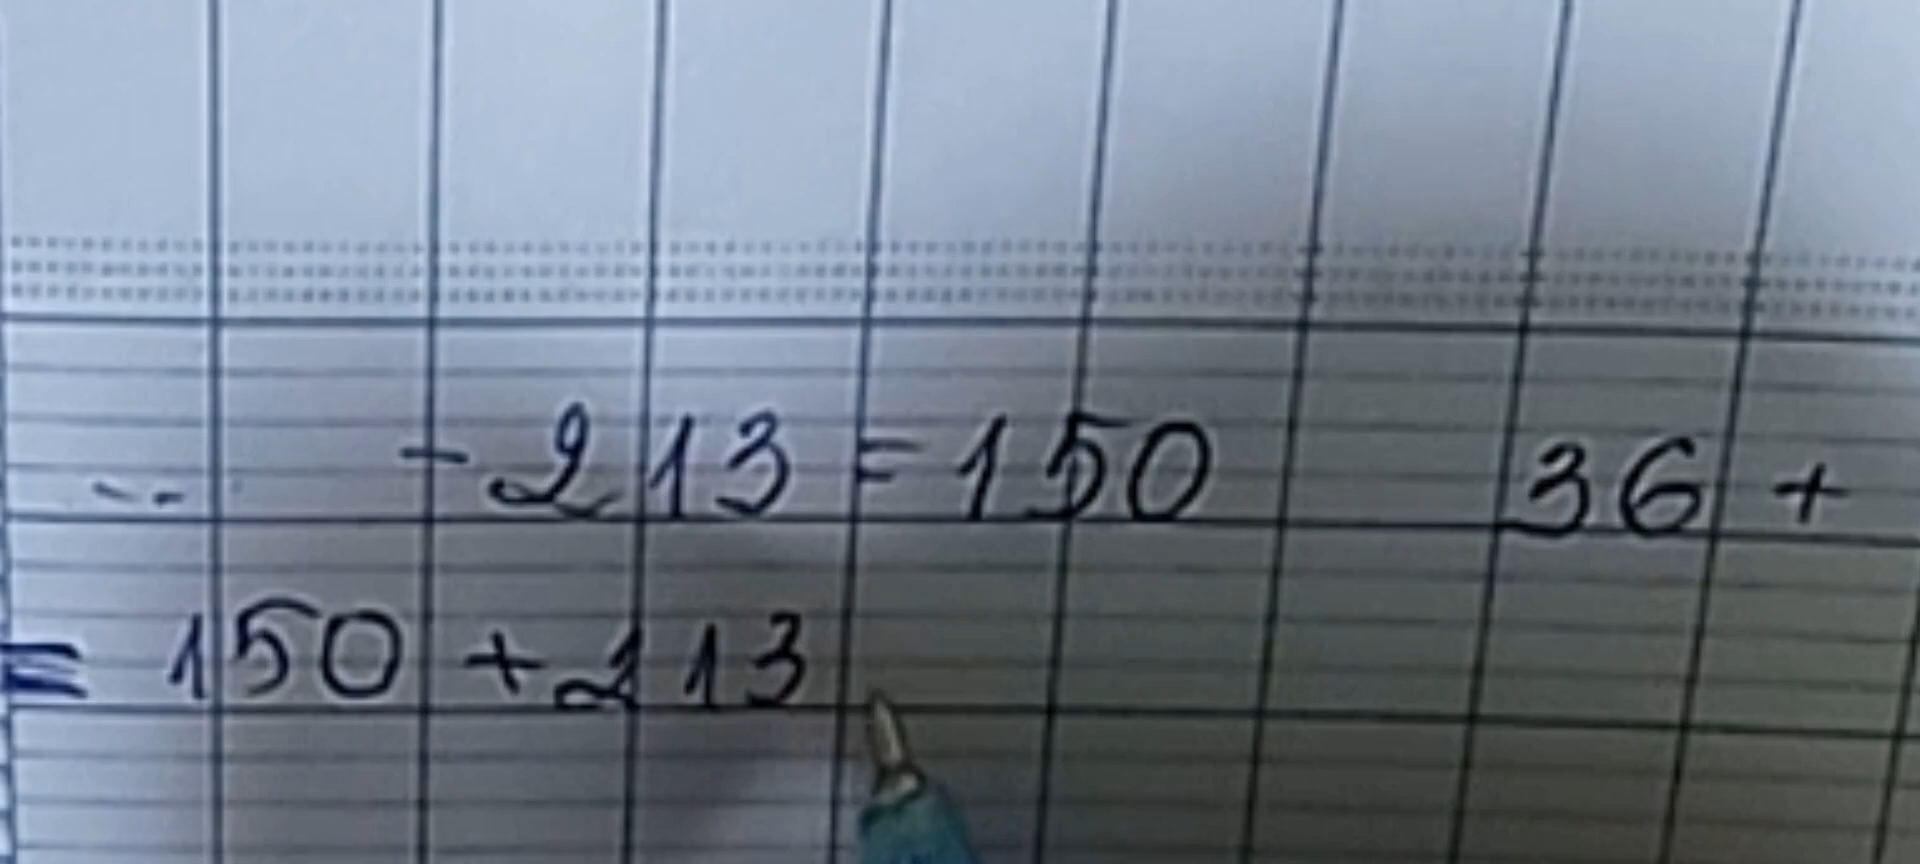 .. - 213 = 150 36 +
= 150 + 213